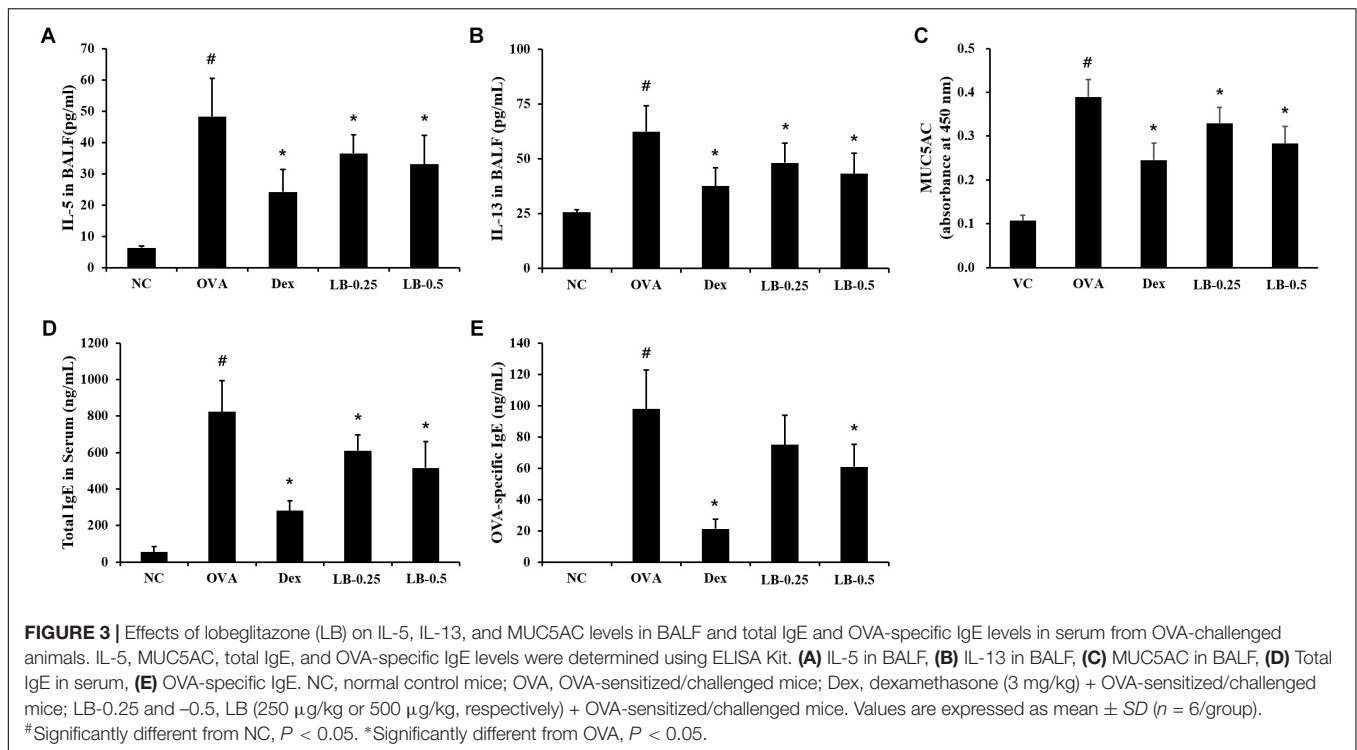 A
IL-5 in BALF(pg/ml)
70
60
50
40
30
20
10
0
#
*
*
*
NC OVA Dex LB-0.25 LB-0.5
B
IL-13 in BALF (pg/mL)
100
75
50
25
0
#
*
*
*
NC OVA Dex LB-0.25 LB-0.5
C
MUC5AC
(absorbance at 450 nm)
0.5
0.4
0.3
0.2
0.1
0.0
#
*
*
*
VC OVA Dex LB-0.25 LB-0.5
D
Total IgE in Serum (ng/mL)
1200
1000
800
600
400
200
0
#
*
*
*
NC OVA Dex LB-0.25 LB-0.5
E
OVA-specific IgE (ng/mL)
140
120
100
80
60
40
20
0
#
*
*
NC OVA Dex LB-0.25 LB-0.5
FIGURE 3 | Effects of lobeglitazone (LB) on IL-5, IL-13, and MUC5AC levels in BALF and total IgE and OVA-specific IgE levels in serum from OVA-challenged
animals. IL-5, MUC5AC, total IgE, and OVA-specific IgE levels were determined using ELISA Kit. (A) IL-5 in BALF, (B) IL-13 in BALF, (C) MUC5AC in BALF, (D) Total
IgE in serum, (E) OVA-specific IgE. NC, normal control mice; OVA, OVA-sensitized/challenged mice; Dex, dexamethasone (3 mg/kg) + OVA-sensitized/challenged
mice; LB-0.25 and –0.5, LB (250 μg/kg or 500 μg/kg, respectively) + OVA-sensitized/challenged mice. Values are expressed as mean ± SD (n = 6/group).
#Significantly different from NC, P < 0.05. *Significantly different from OVA, P < 0.05.